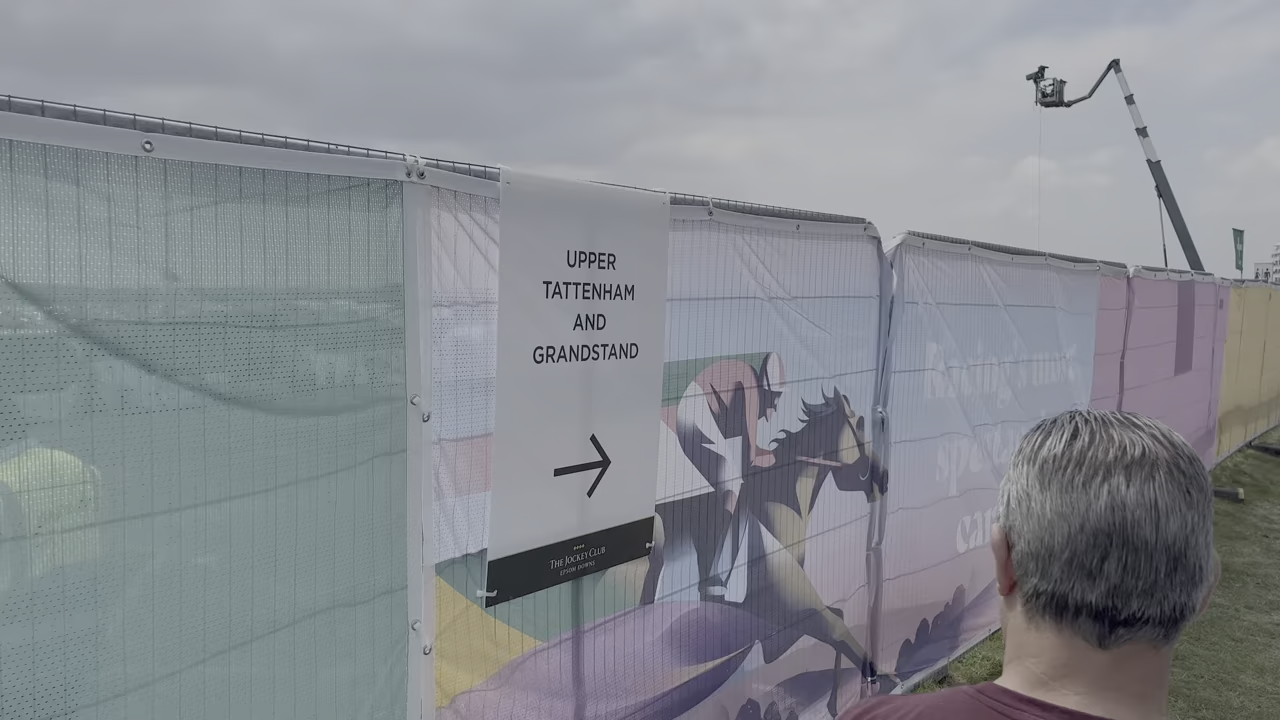 UPPER
TATTENHAM
AND
GRANDSTAND
THE JOCKEY CLUB
EPSOM DOWNS